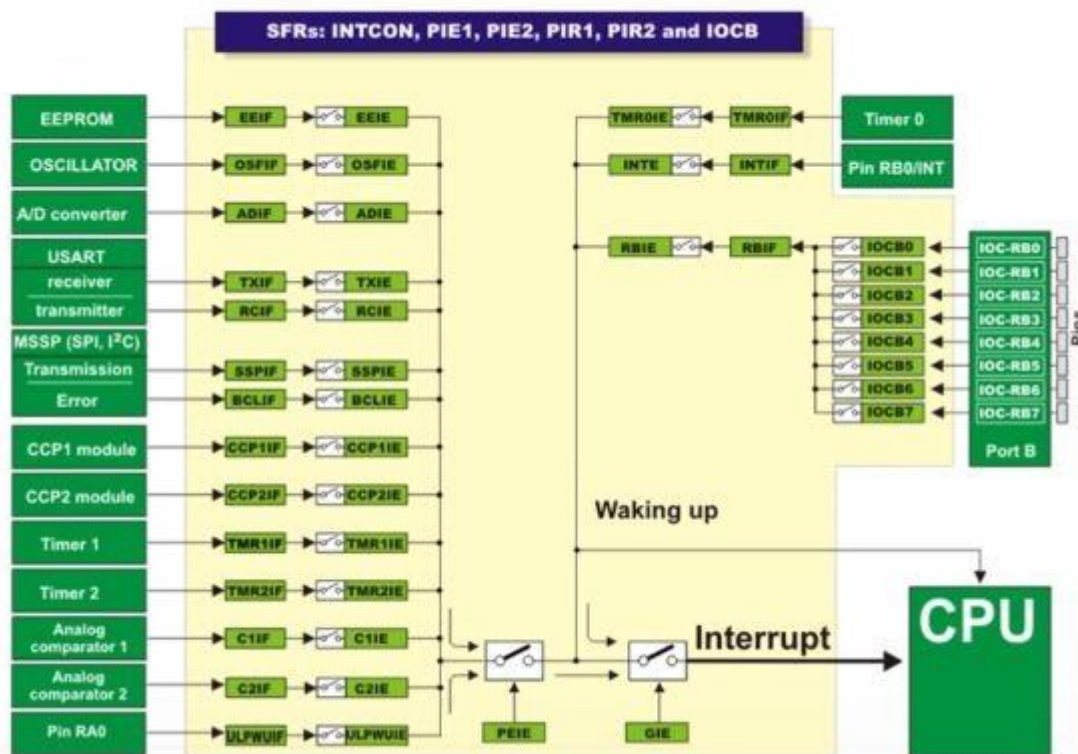 SFRs: INTCON, PIE1, PIE2, PIR1, PIR2 and IOCB
EEPROM
EEIF
EEIE
OSCILLATOR
OSFIF
OSFIE
A/D converter
ADIF
ADIE
USART
receiver
TXIF
TXIE
transmitter
RCIF
RCIE
MSSP (SPI, I²C)
Transmission
SSPIF
SSPIE
Error
BCLIF
BCLIE
CCP1 module
CCP1IF
CCP1IE
CCP2 module
CCP2IF
CCP2IE
Timer 1
TMR1IF
TMR1IE
Timer 2
TMR2IF
TMR2IE
Analog
comparator 1
C1IF
C1IE
Analog
comparator 2
C2IF
C2IE
Pin RA0
ULPWUIF
ULPWUIE
TMR0IE
TMR0IF
Timer 0
INTE
INTIF
Pin RB0/INT
RBIE
RBIF
IOCB0
IOC-RB0
IOCB1
IOC-RB1
IOCB2
IOC-RB2
IOCB3
IOC-RB3
IOCB4
IOC-RB4
IOCB5
IOC-RB5
IOCB6
IOC-RB6
IOCB7
IOC-RB7
Pins
Port B
Waking up
CPU
Interrupt
PEIE
GIE